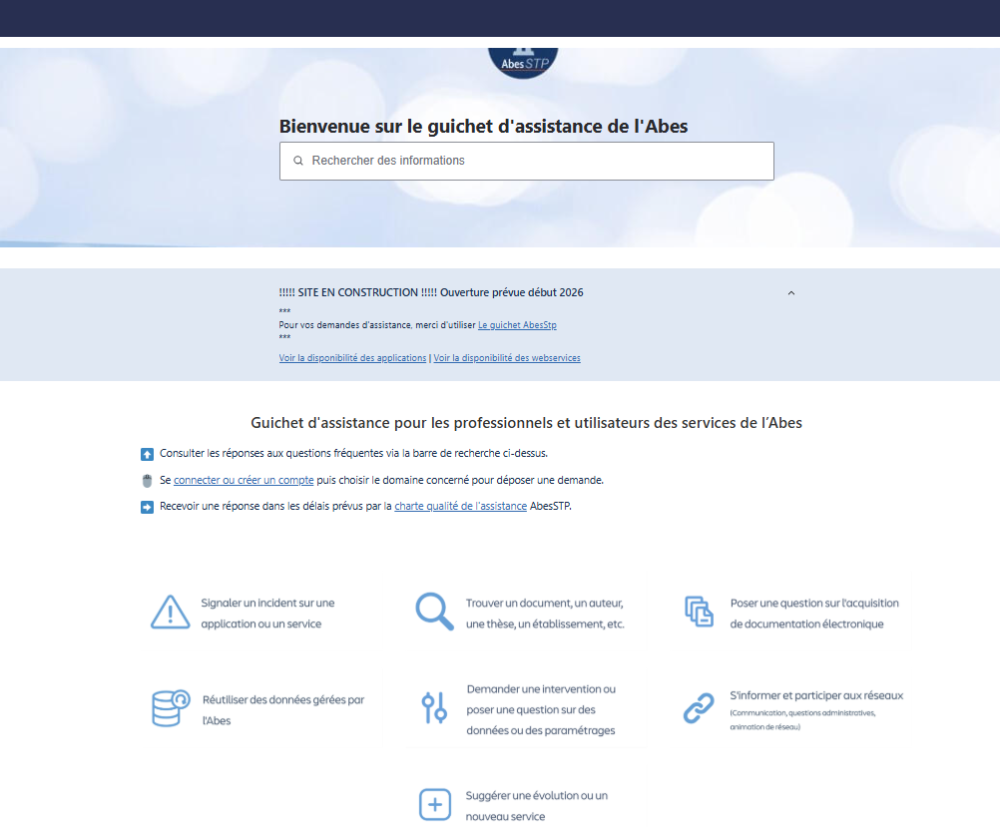 Abes STP
Bienvenue sur le guichet d'assistance de l'Abes
Rechercher des informations
!!!!! SITE EN CONSTRUCTION !!!!! Ouverture prévue début 2026
***
Pour vos demandes d'assistance, merci d'utiliser Le guichet AbesStp
***
Voir la disponibilité des applications | Voir la disponibilité des webservices
Guichet d'assistance pour les professionnels et utilisateurs des services de l’Abes
Consulter les réponses aux questions fréquentes via la barre de recherche ci-dessus.
Se connecter ou créer un compte puis choisir le domaine concerné pour déposer une demande.
Recevoir une réponse dans les délais prévus par la charte qualité de l'assistance AbesSTP.
Signaler un incident sur une
application ou un service
Trouver un document, un auteur,
une thèse, un établissement, etc.
Poser une question sur l'acquisition
de documentation électronique
Réutiliser des données gérées par
l'Abes
Demander une intervention ou
poser une question sur des
données ou des paramétrages
S'informer et participer aux réseaux
(Communication, questions administratives,
animation de réseau)
Suggérer une évolution ou un
nouveau service